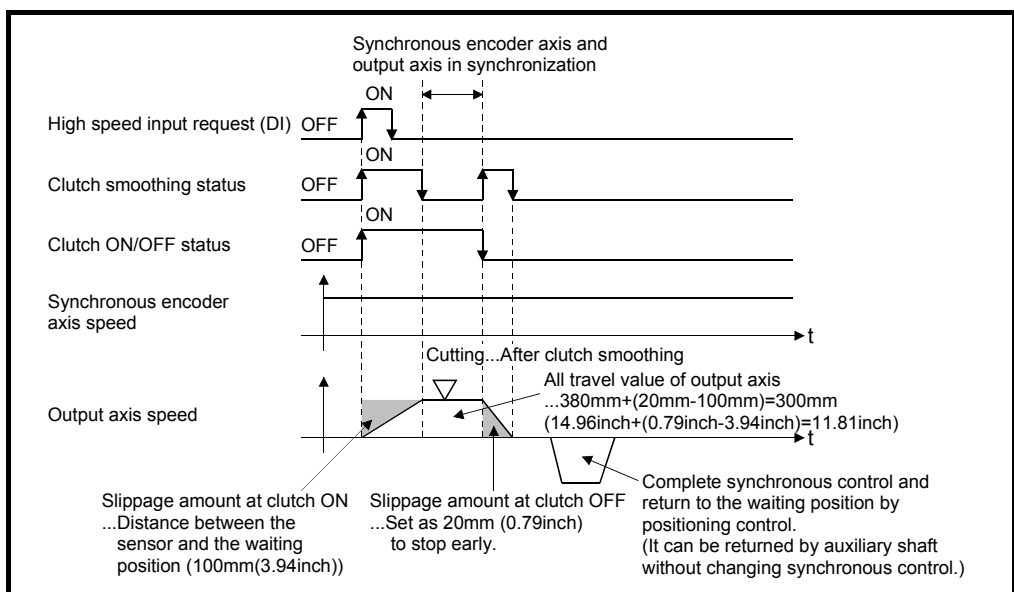 Synchronous encoder axis and
output axis in synchronization
ON
High speed input request (DI) OFF
ON
Clutch smoothing status OFF
ON
Clutch ON/OFF status OFF
Synchronous encoder
axis speed
t
Cutting...After clutch smoothing
All travel value of output axis
...380mm+(20mm-100mm)=300mm
(14.96inch+(0.79inch-3.94inch)=11.81inch)
Output axis speed
t
Slippage amount at clutch ON
...Distance between the
sensor and the waiting
position (100mm(3.94inch))
Slippage amount at clutch OFF
...Set as 20mm (0.79inch)
to stop early.
Complete synchronous control and
return to the waiting position by
positioning control.
(It can be returned by auxiliary shaft
without changing synchronous control.)